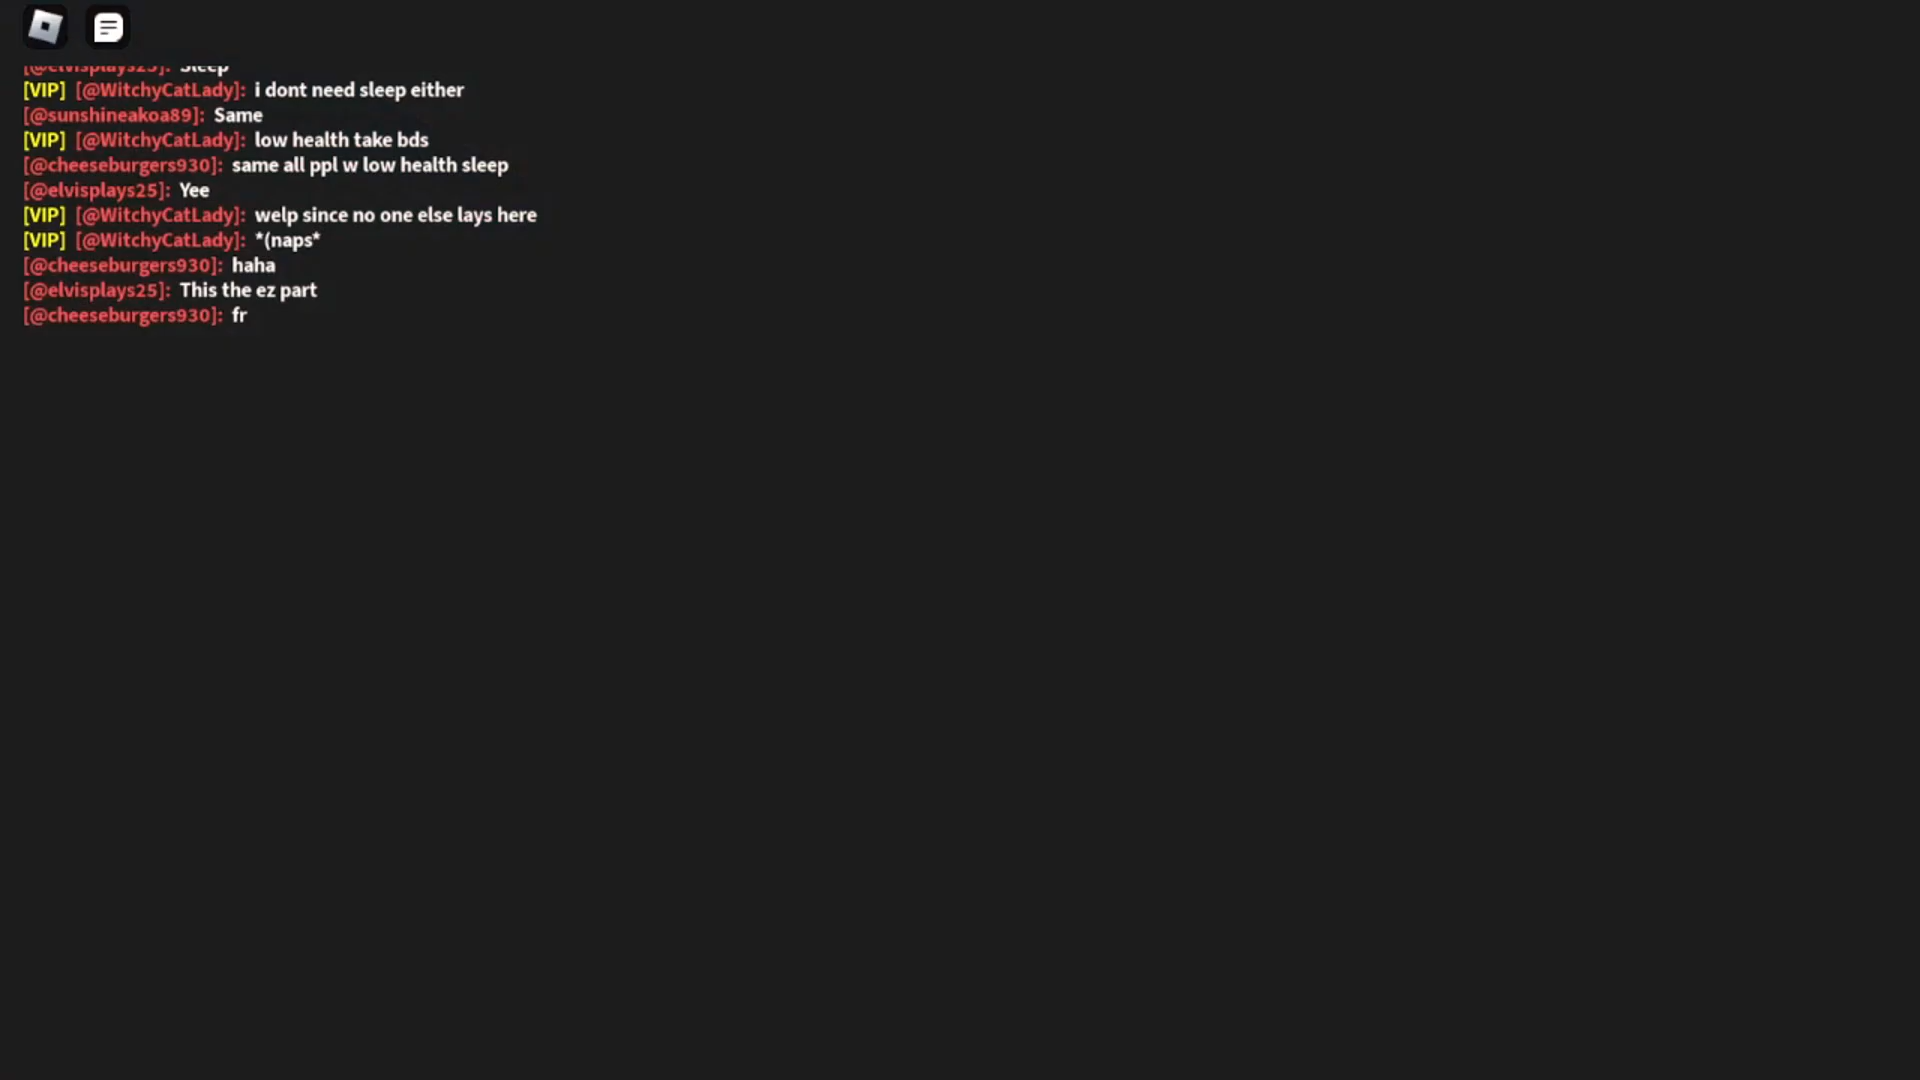 [@elvisplays25]: Sleep
[VIP] [@WitchyCatLady]: i dont need sleep either
[@sunshineakoa89]: Same
[VIP] [@WitchyCatLady]: low health take bds
[@cheeseburgers930]: same all ppl w low health sleep
[@elvisplays25]: Yee
[VIP] [@WitchyCatLady]: welp since no one else lays here
[VIP] [@WitchyCatLady]: *(naps*
[@cheeseburgers930]: haha
[@elvisplays25]: This the ez part
[@cheeseburgers930]: fr